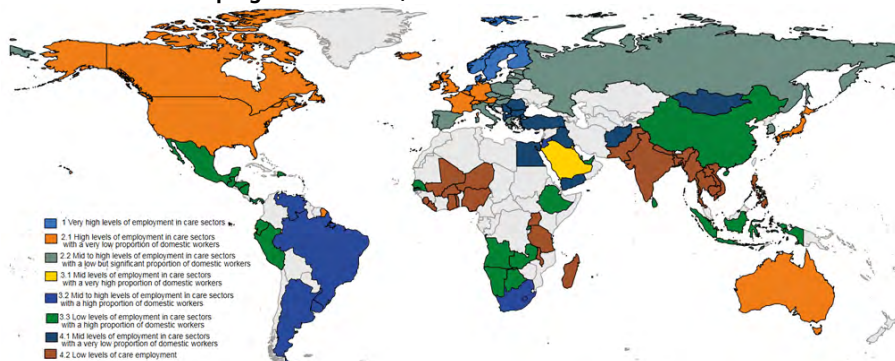 1 Very high levels of employment in care sectors
2.1 High levels of employment in care sectors
with a very low proportion of domestic workers
2.2 Mid to high levels of employment in care sectors
with a low but significant proportion of domestic workers
3.1 Mid levels of employment in care sectors
with a very high proportion of domestic workers
3.2 Mid to high levels of employment in care sectors
with a high proportion of domestic workers
3.3 Low levels of employment in care sectors
with a high proportion of domestic workers
4.1 Mid levels of employment in care sectors
with a very low proportion of domestic workers
4.2 Low levels of care employment